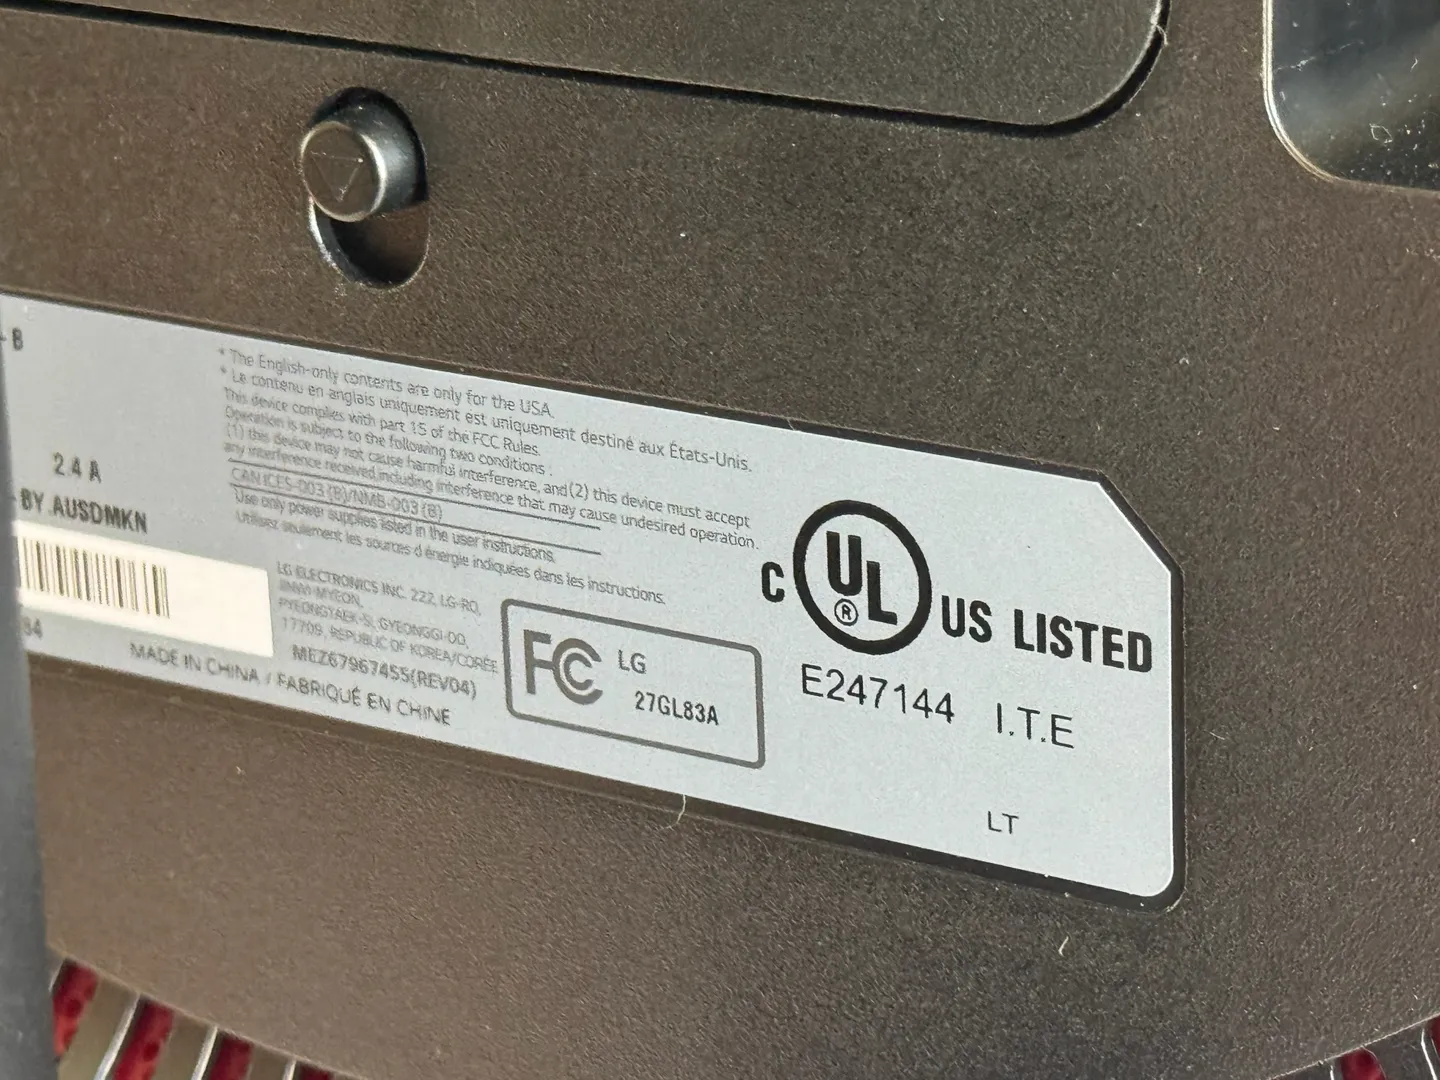 - B
2.4 A
-BY.AUSDMKN
34
* The English-only contents are only for the USA.
* Le contenu en anglais uniquement est uniquement destiné aux États-Unis.
This device complies with part 15 of the FCC Rules.
Operation is subject to the following two conditions :
(1) this device may not cause harmful interference, and (2) this device must accept
any interference received, including interference that may cause undesired operation.
CAN ICES-003 (B)/NMB-003 (B)
Use only power supplies listed in the user instructions.
Utilisez seulement les sources d énergie indiquées dans les instructions.
LG ELECTRONICS INC. 222, LG-RO,
JINWI-MYEON,
PYEONGTAEK-SI, GYEONGGI-DO,
17709, REPUBLIC OF KOREA/CORÉE
MEZ67967455(REV04)
MADE IN CHINA / FABRIQUÉ EN CHINE
FC LG
27GL83A
C UL ® US LISTED
E247144 I.T.E
LT